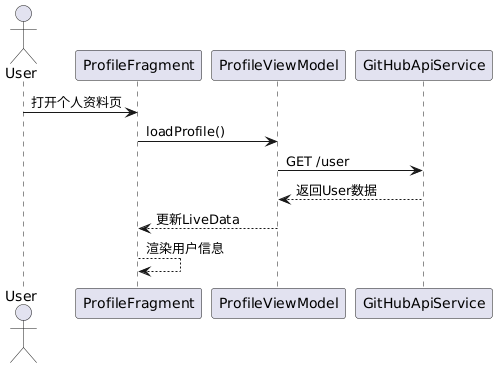 User
ProfileFragment
ProfileViewModel
GitHubApiService
打开个人资料页
loadProfile()
GET /user
返回User数据
更新LiveData
渲染用户信息
User
ProfileFragment
ProfileViewModel
GitHubApiService